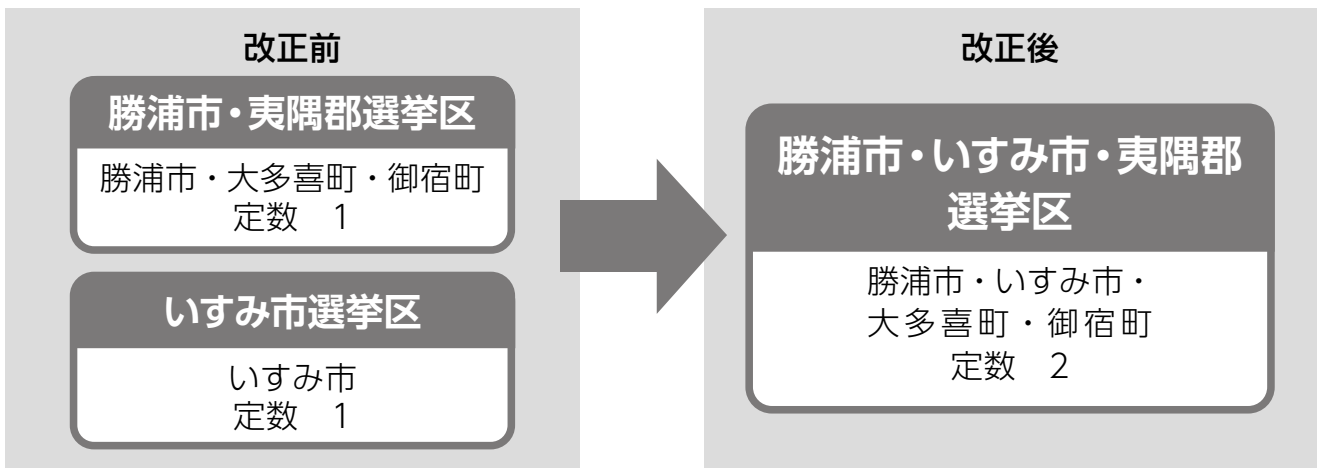 改正前
勝浦市・夷隅郡選挙区
勝浦市・大多喜町・御宿町
定数　1
いすみ市選挙区
いすみ市
定数　1
改正後
勝浦市・いすみ市・夷隅郡
選挙区
勝浦市・いすみ市・
大多喜町・御宿町
定数　2